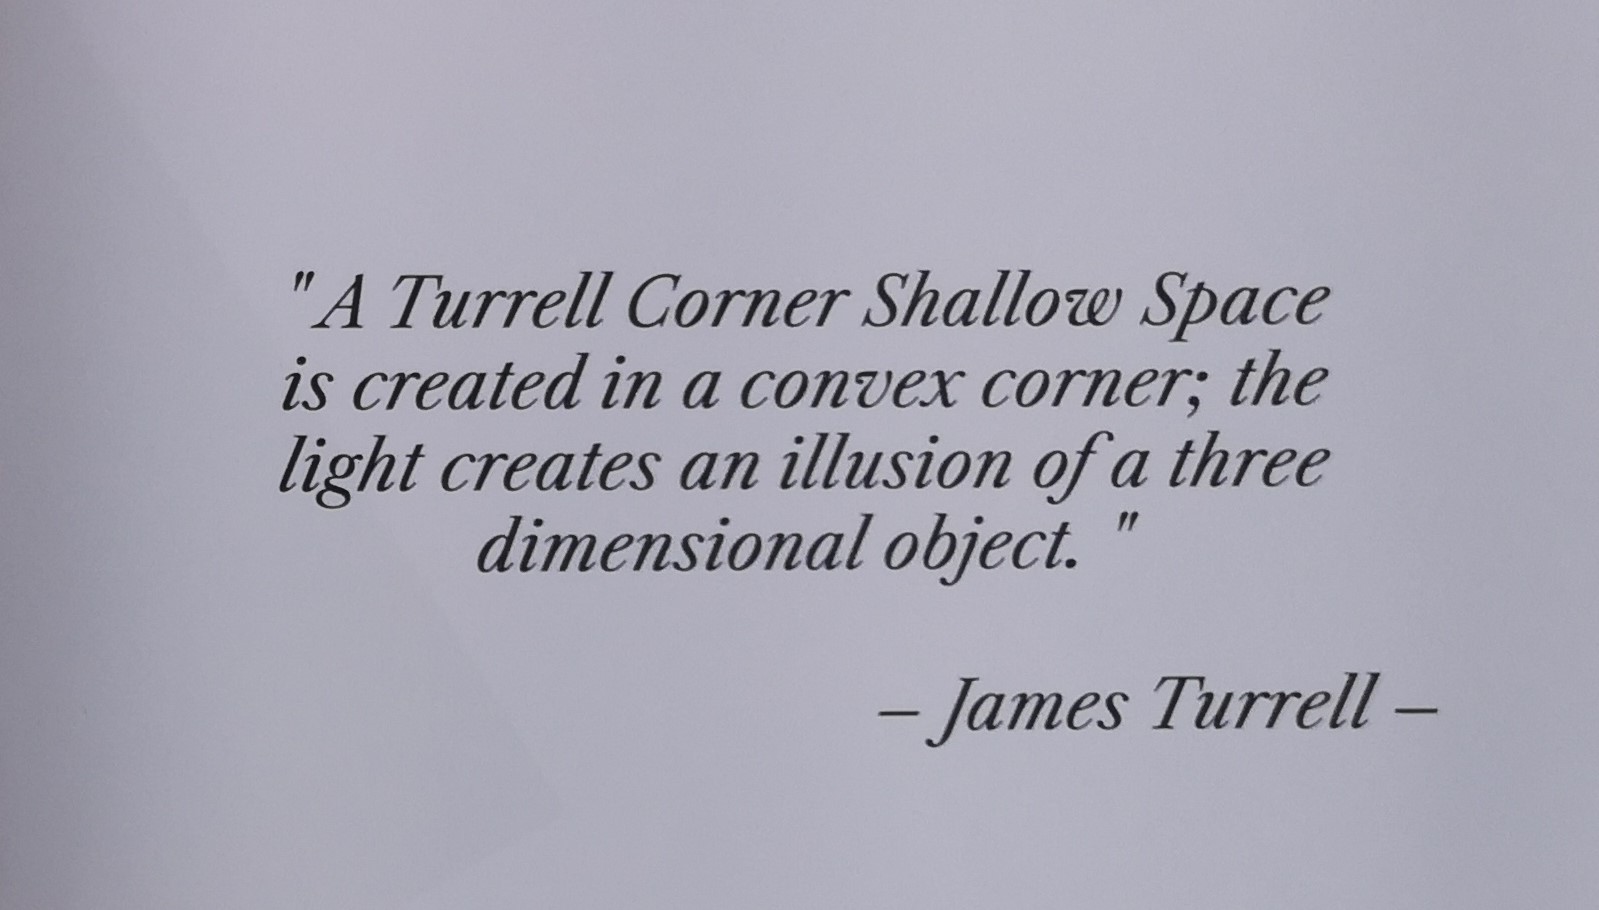 " A Turrell Corner Shallow Space
is created in a convex corner; the
light creates an illusion of a three
dimensional object. "
– James Turrell –